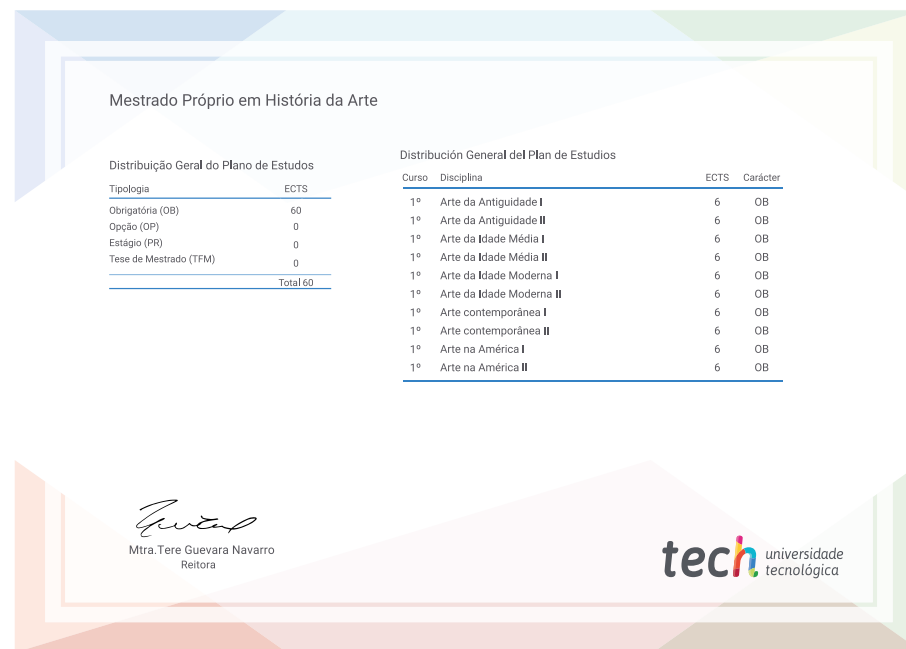 Mestrado Próprio em História da Arte
Distribuição Geral do Plano de Estudos
Tipologia ECTS
Obrigatória (OB) 60
Opção (OP) 0
Estágio (PR) 0
Tese de Mestrado (TFM) 0
Total 60
Distribución General del Plan de Estudios
Curso Disciplina ECTS Carácter
1º Arte da Antiguidade I 6 OB
1º Arte da Antiguidade II 6 OB
1º Arte da Idade Média I 6 OB
1º Arte da Idade Média II 6 OB
1º Arte da Idade Moderna I 6 OB
1º Arte da Idade Moderna II 6 OB
1º Arte contemporânea I 6 OB
1º Arte contemporânea II 6 OB
1º Arte na América I 6 OB
1º Arte na América II 6 OB
Mtra.Tere Guevara Navarro
Reitora
tech universidade
tecnológica